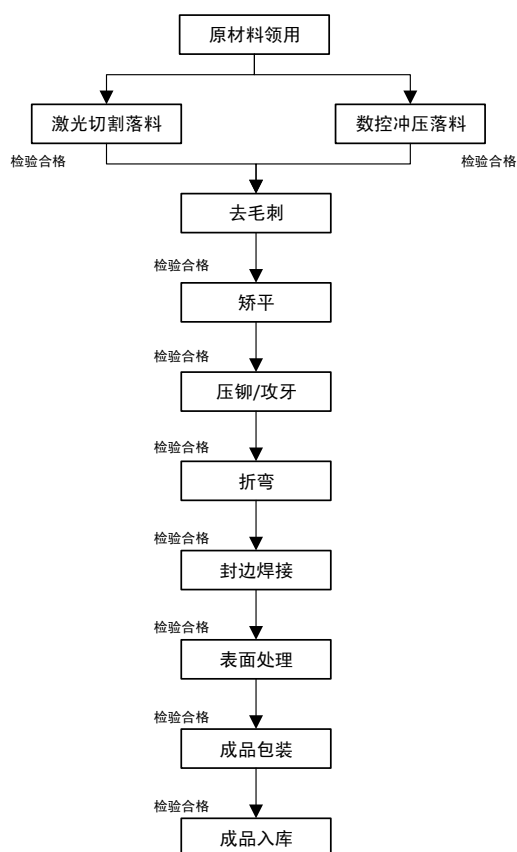 原材料领用
激光切割落料
数控冲压落料
检验合格
检验合格
去毛刺
检验合格
矫平
检验合格
压铆/攻牙
检验合格
折弯
检验合格
封边焊接
检验合格
表面处理
检验合格
成品包装
检验合格
成品入库